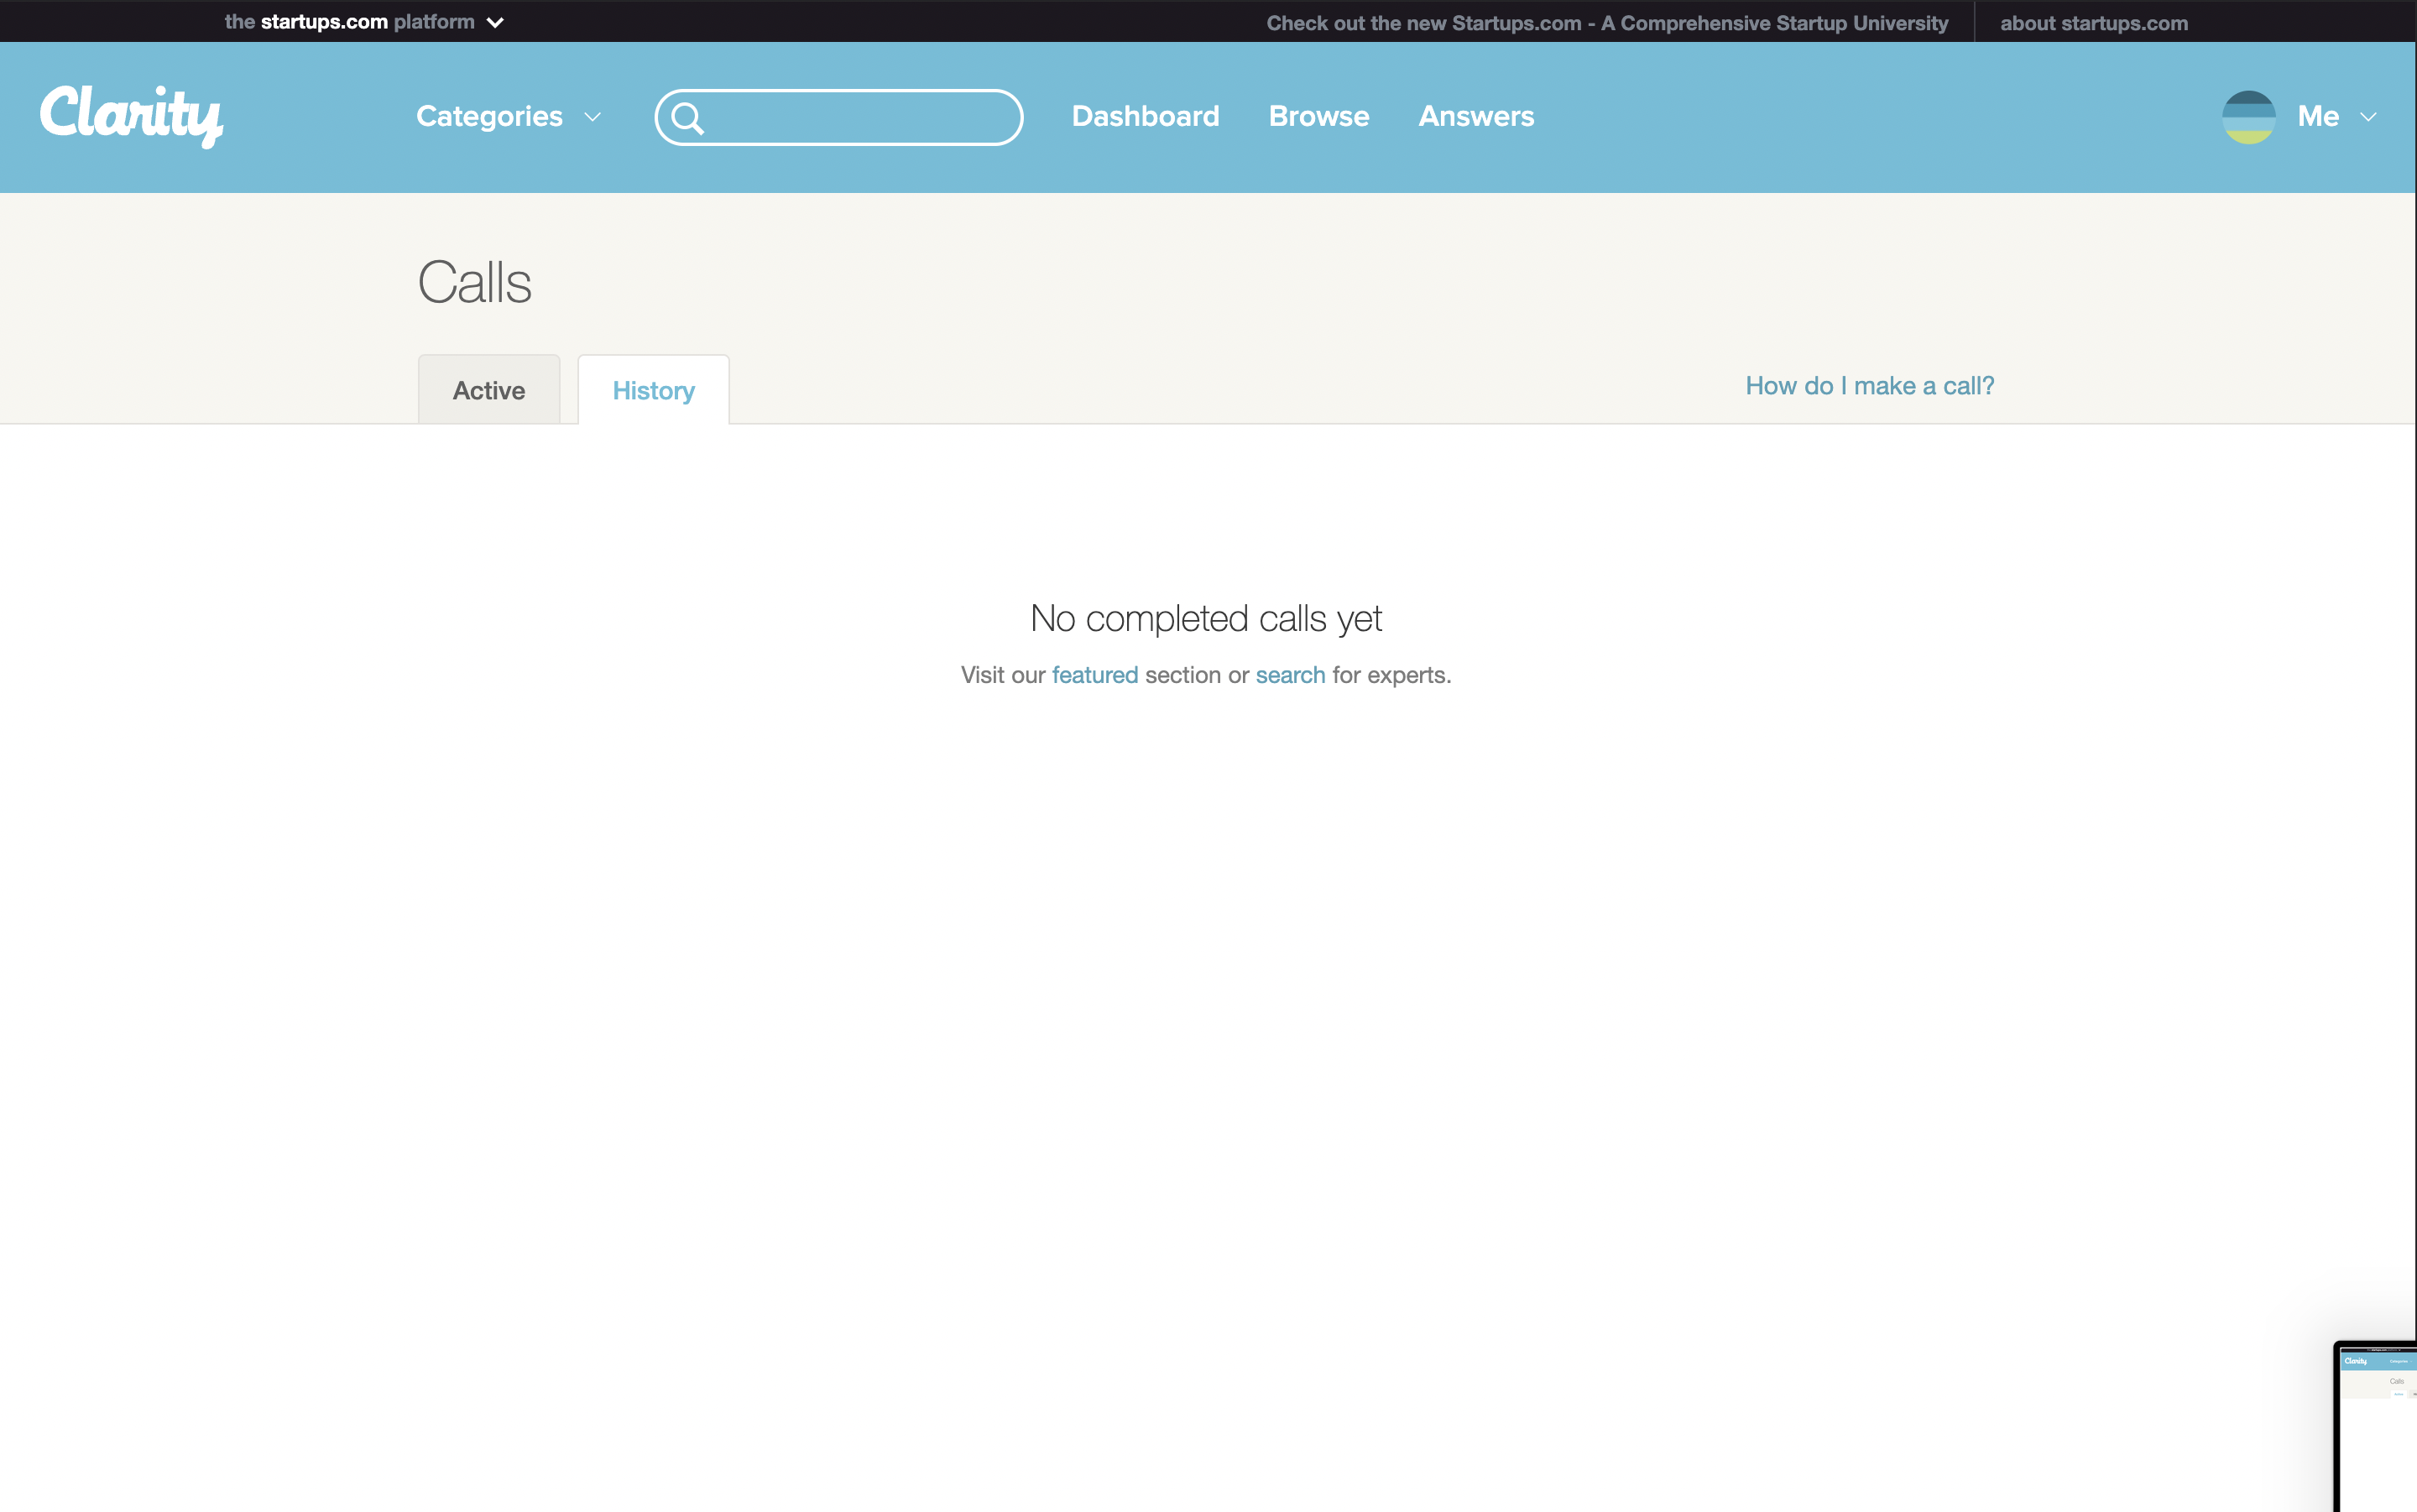 the startups.com platform
Check out the new Startups.com - A Comprehensive Startup University
about startups.com
Clarity
Categories
Dashboard
Browse
Answers
Me
Calls
Active
History
How do I make a call?
No completed calls yet
Visit our featured section or search for experts.
Clarity
Calls